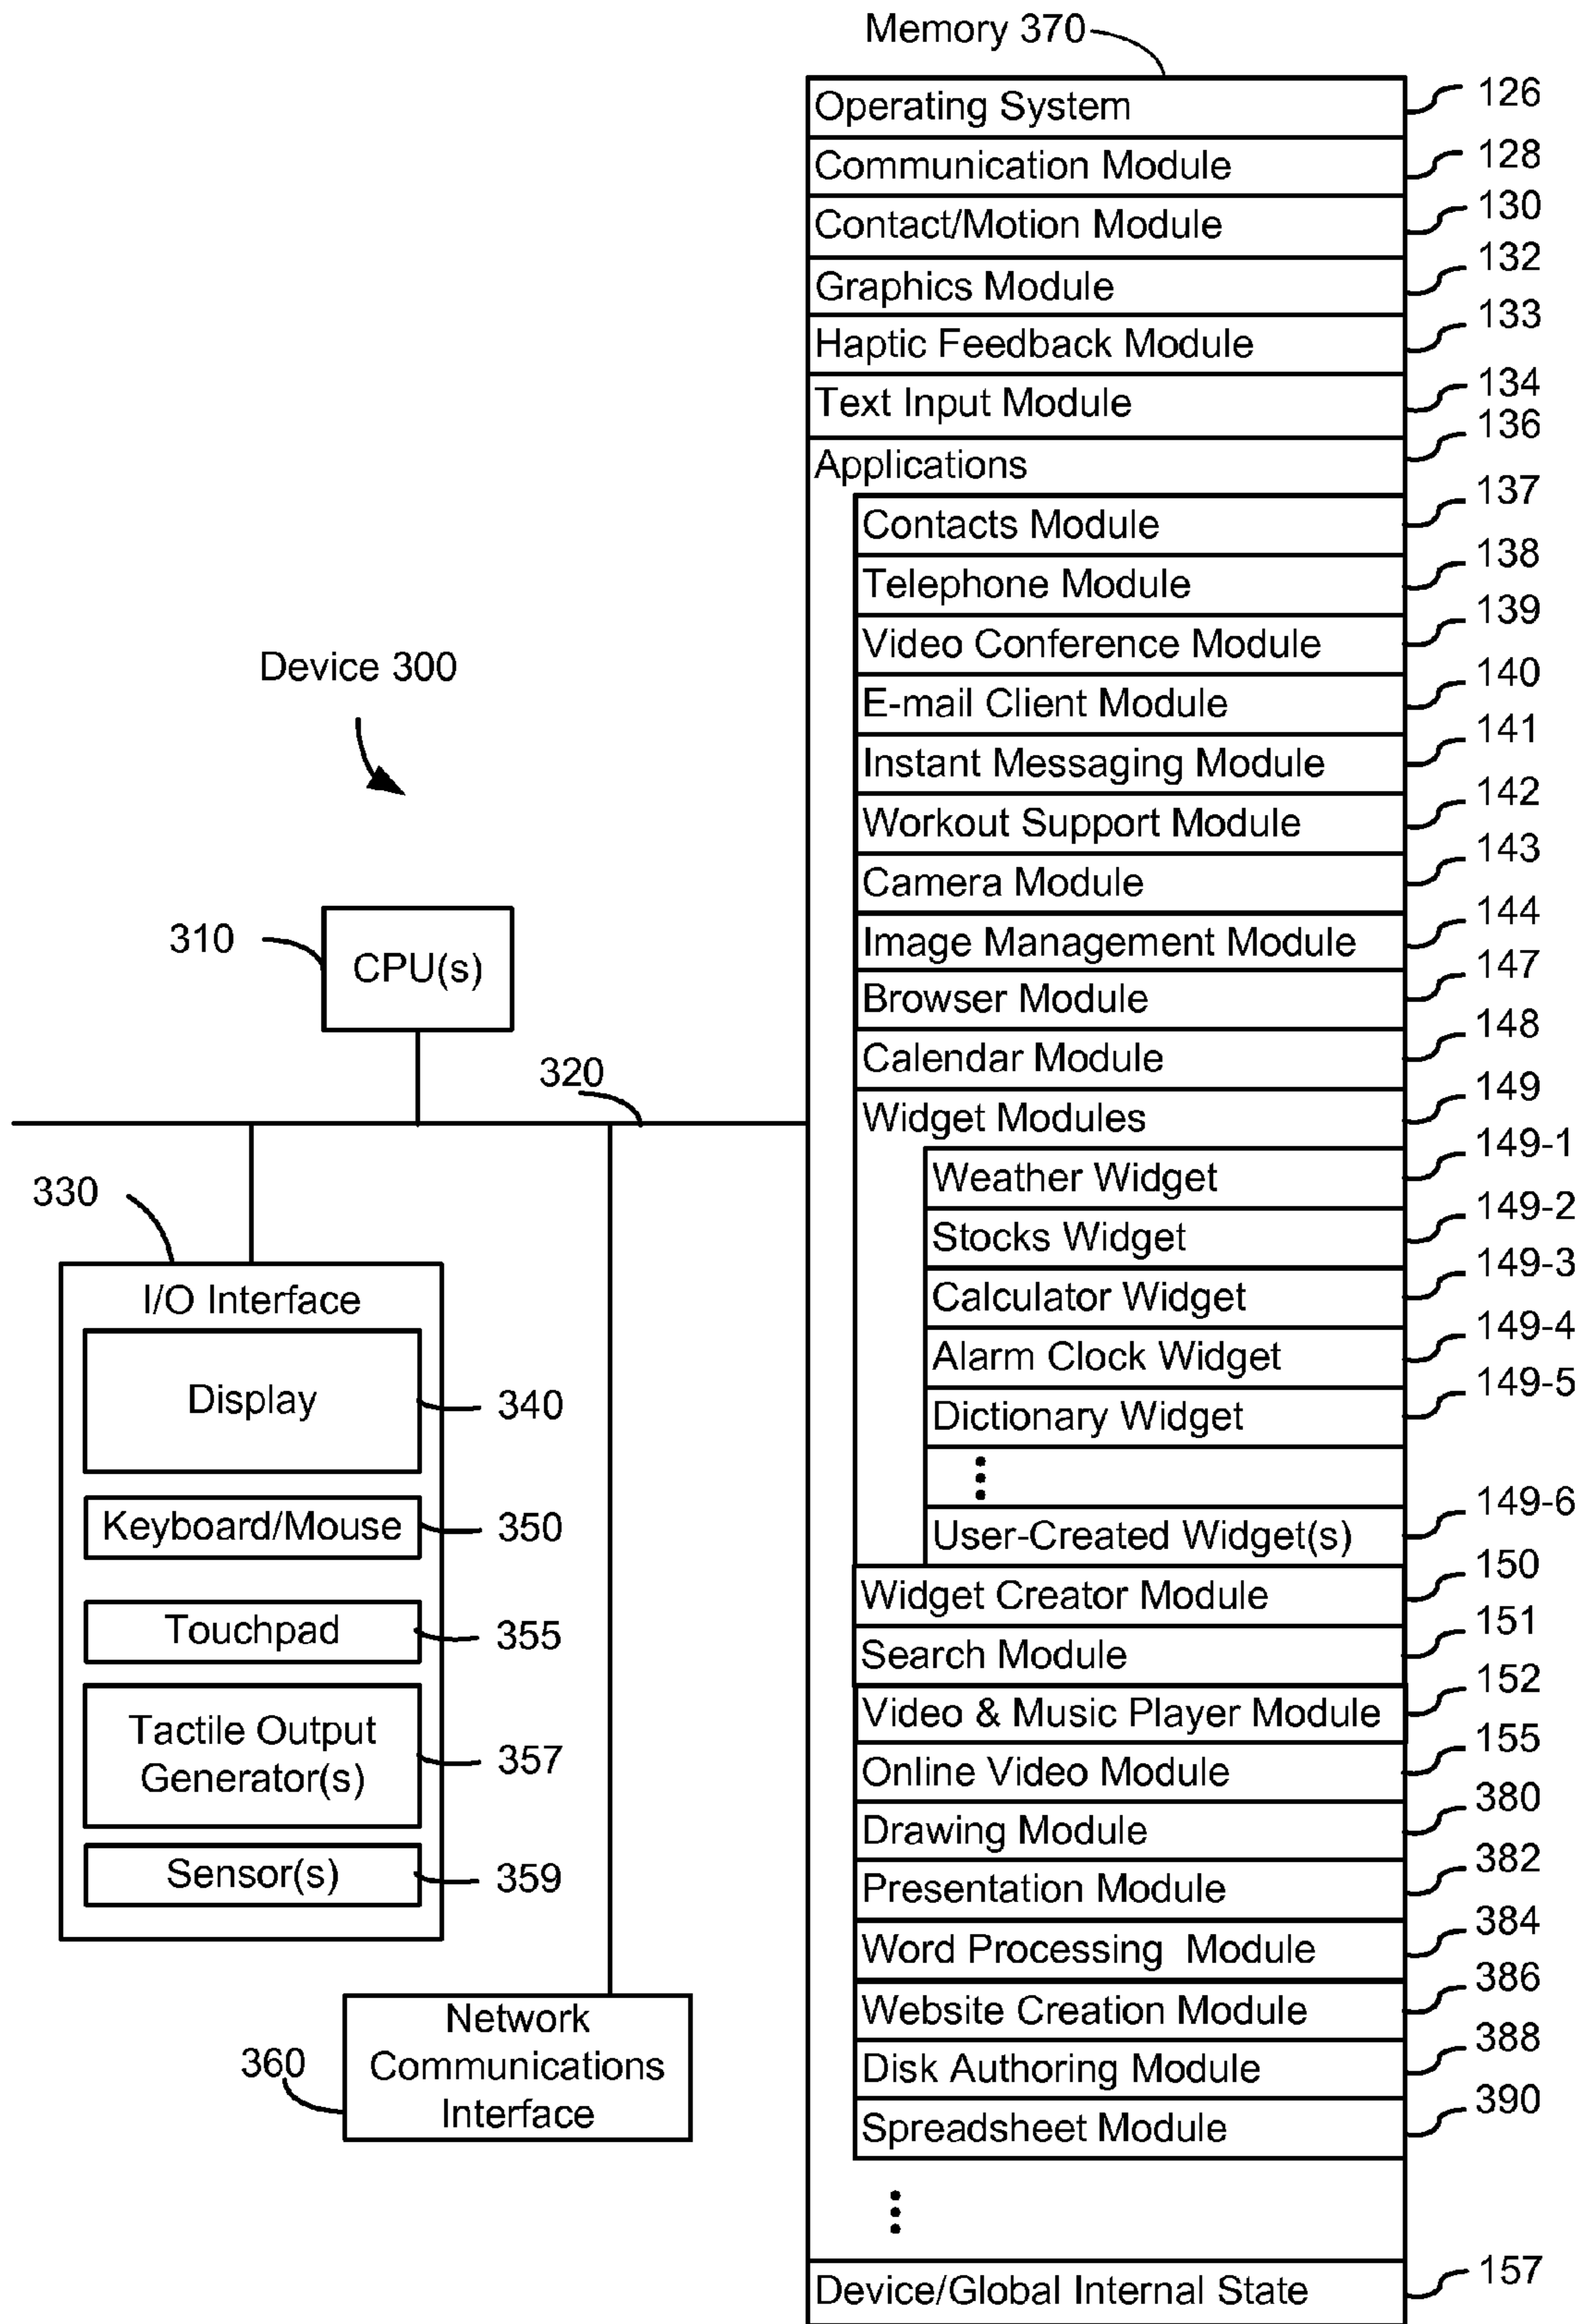 Memory 370
Operating System 126
Communication Module 128
Contact/Motion Module 130
Graphics Module 132
Haptic Feedback Module 133
Text Input Module 134
Applications 136
Contacts Module 137
Telephone Module 138
Video Conference Module 139
E-mail Client Module 140
Instant Messaging Module 141
Workout Support Module 142
Camera Module 143
Image Management Module 144
Browser Module 147
Calendar Module 148
Widget Modules 149
Weather Widget 149-1
Stocks Widget 149-2
Calculator Widget 149-3
Alarm Clock Widget 149-4
Dictionary Widget 149-5
User-Created Widget(s) 149-6
Widget Creator Module 150
Search Module 151
Video & Music Player Module 152
Online Video Module 155
Drawing Module 380
Presentation Module 382
Word Processing Module 384
Website Creation Module 386
Disk Authoring Module 388
Spreadsheet Module 390
Device/Global Internal State 157
Device 300
310 CPU(s)
320
330
I/O Interface
Display 340
Keyboard/Mouse 350
Touchpad 355
Tactile Output
Generator(s) 357
Sensor(s) 359
360
Network
Communications
Interface